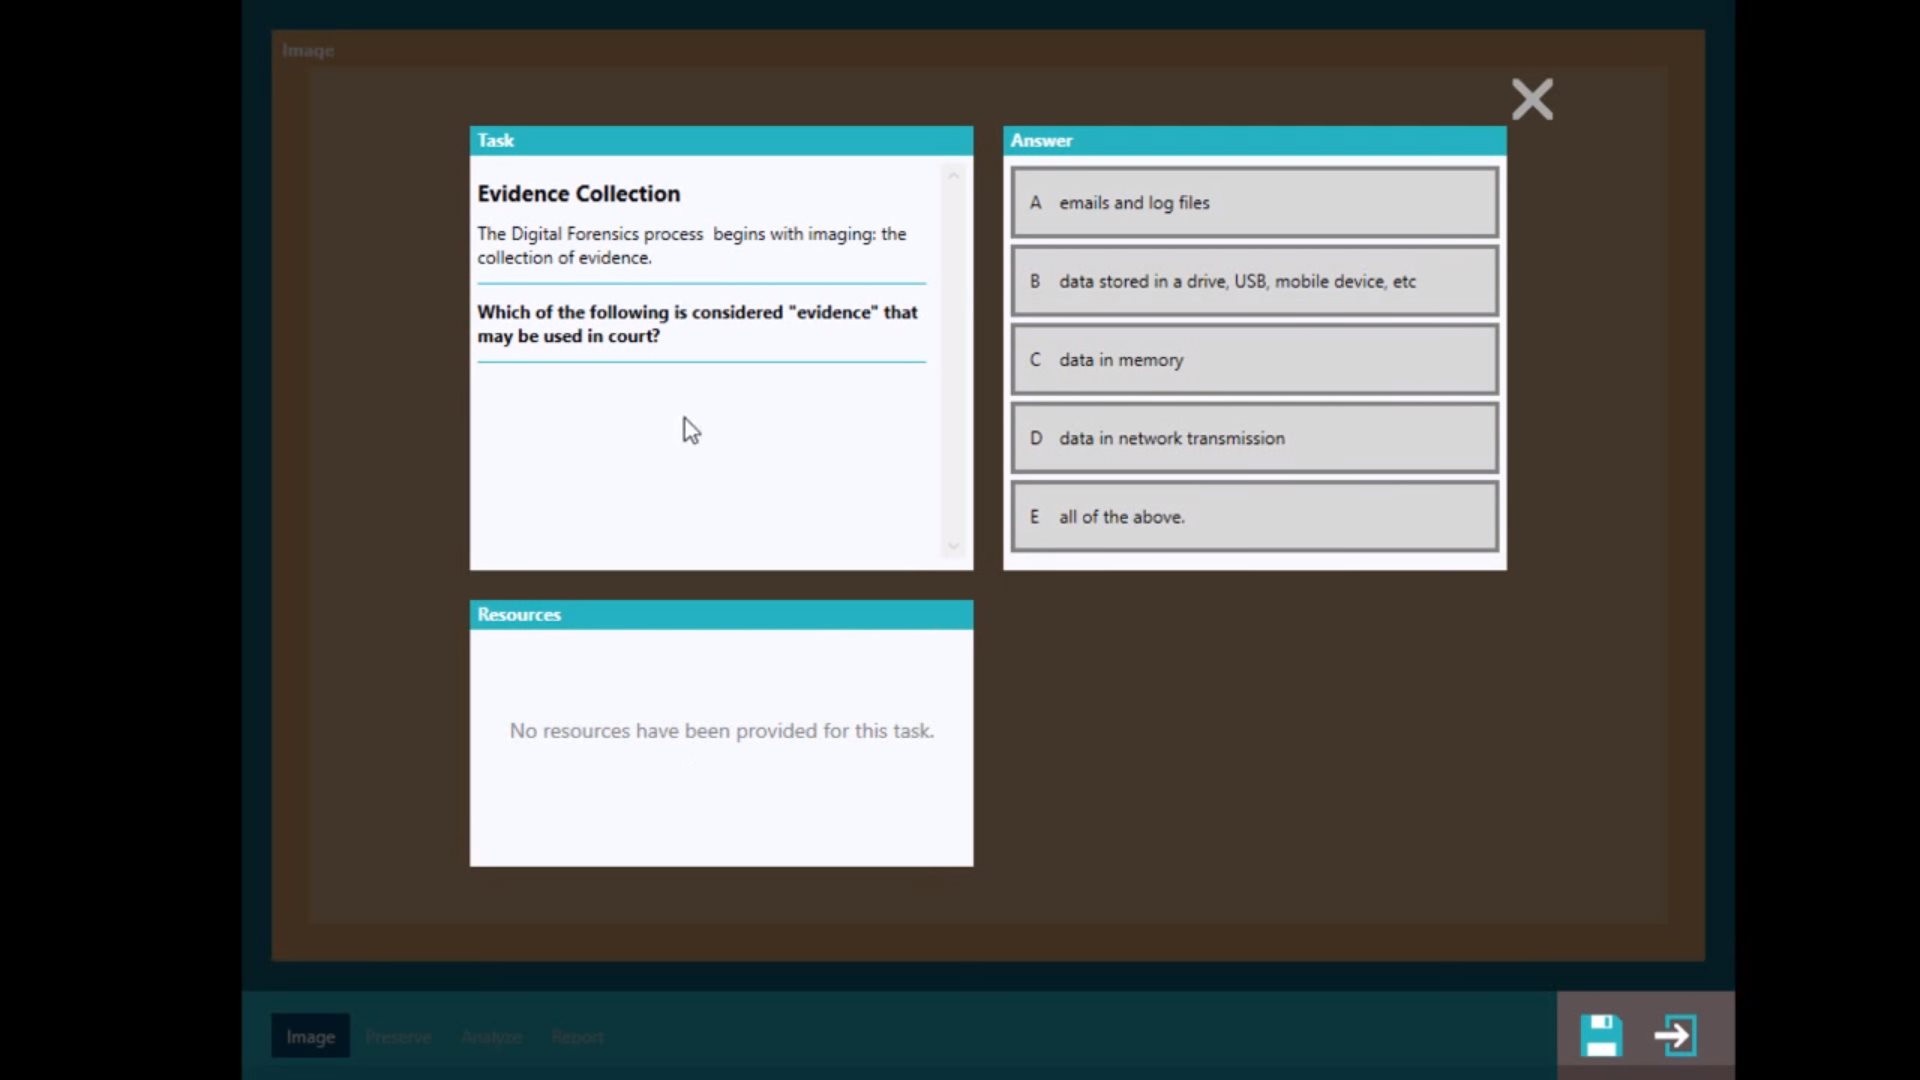 Image
Task
Evidence Collection
The Digital Forensics process begins with imaging: the
collection of evidence.
Which of the following is considered "evidence" that
may be used in court?
Answer
A emails and log files
B data stored in a drive, USB, mobile device, etc
C data in memory
D data in network transmission
E all of the above.
Resources
No resources have been provided for this task.
Image Preserve Analyze Report